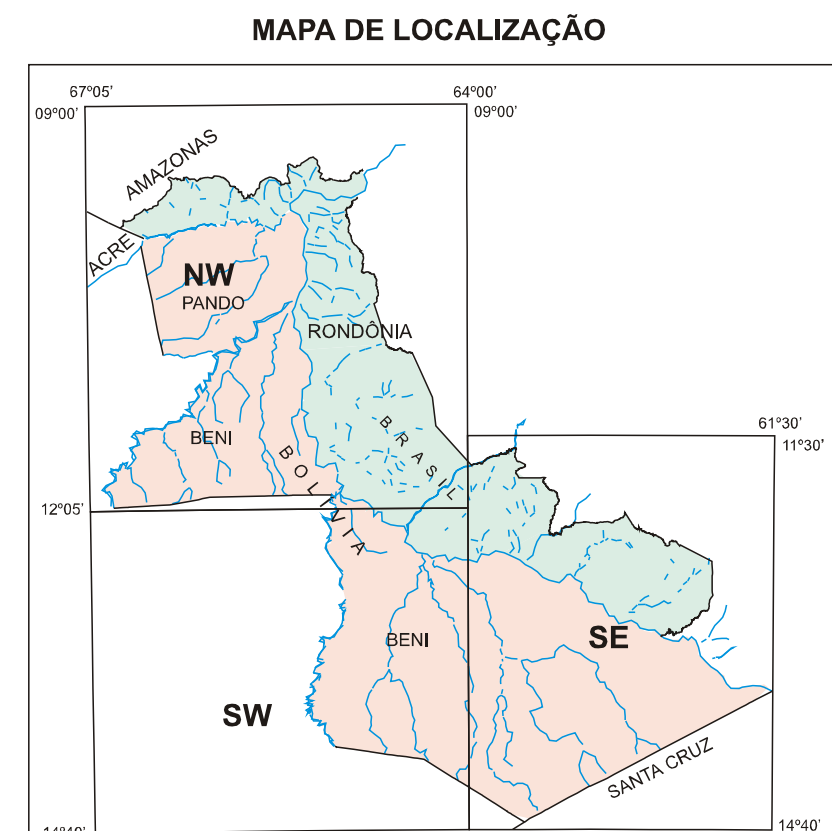 MAPA DE LOCALIZAÇÃO
67º05'
64º00'
09º00'
09º00'
AMAZONAS
ACRE
NW
PANDO
RONDÔNIA
BRASIL
61º30'
11º30'
BENI
BOLIVIA
12º05'
BENI
SE
SW
SANTA CRUZ
14º40'
14º40'